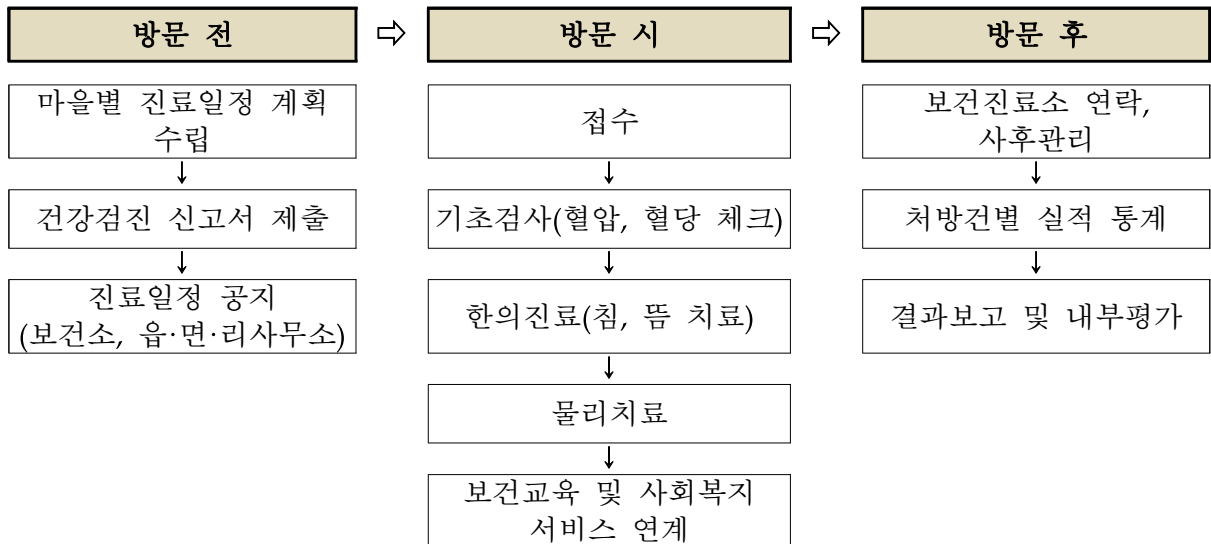 방문 전 ⇨ 방문 시 ⇨ 방문 후
마을별 진료일정 계획
수립
↓
건강검진 신고서 제출
↓
진료일정 공지
(보건소, 읍·면·리사무소)
접수
↓
기초검사(혈압, 혈당 체크)
↓
한의진료(침, 뜸 치료)
↓
물리치료
↓
보건교육 및 사회복지
서비스 연계
보건진료소 연락,
사후관리
↓
처방건별 실적 통계
↓
결과보고 및 내부평가